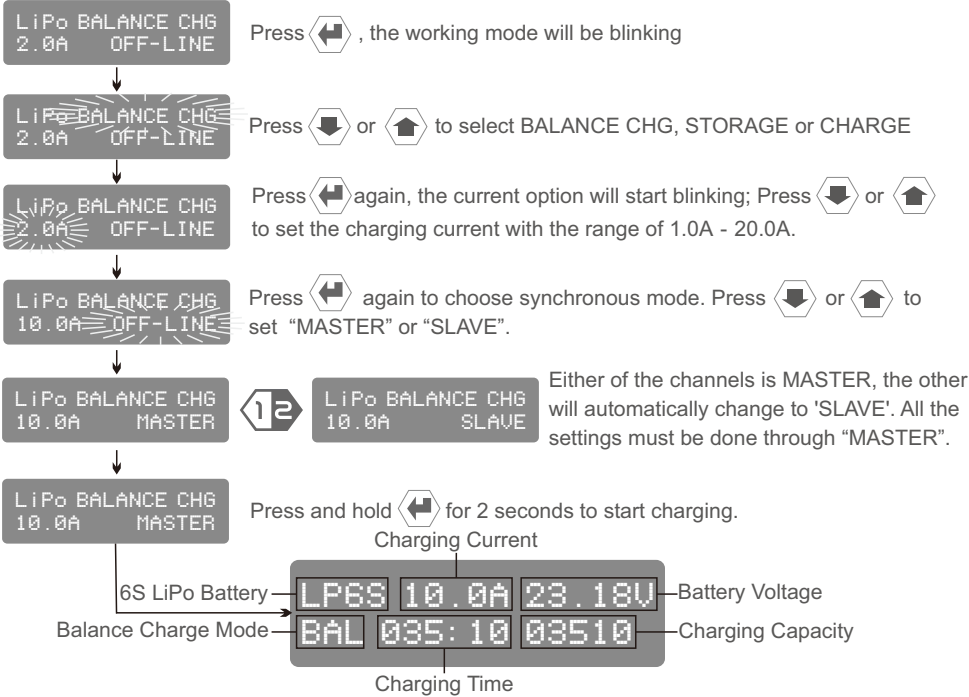 LiPo BALANCE CHG
2.0A OFF-LINE
Press , the working mode will be blinking
LiPo BALANCE CHG
2.0A OFF-LINE
Press or to select BALANCE CHG, STORAGE or CHARGE
LiPo BALANCE CHG
2.0A OFF-LINE
Press again, the current option will start blinking; Press or
to set the charging current with the range of 1.0A - 20.0A.
LiPo BALANCE CHG
10.0A OFF-LINE
Press again to choose synchronous mode. Press or to
set “MASTER” or “SLAVE”.
LiPo BALANCE CHG
10.0A MASTER
1 2
LiPo BALANCE CHG
10.0A SLAVE
Either of the channels is MASTER, the other
will automatically change to 'SLAVE'. All the
settings must be done through “MASTER”.
LiPo BALANCE CHG
10.0A MASTER
Press and hold for 2 seconds to start charging.
Charging Current
6S LiPo Battery
LP6S 10.0A 23.18V
Battery Voltage
Balance Charge Mode
BAL 035:10 03510
Charging Capacity
Charging Time